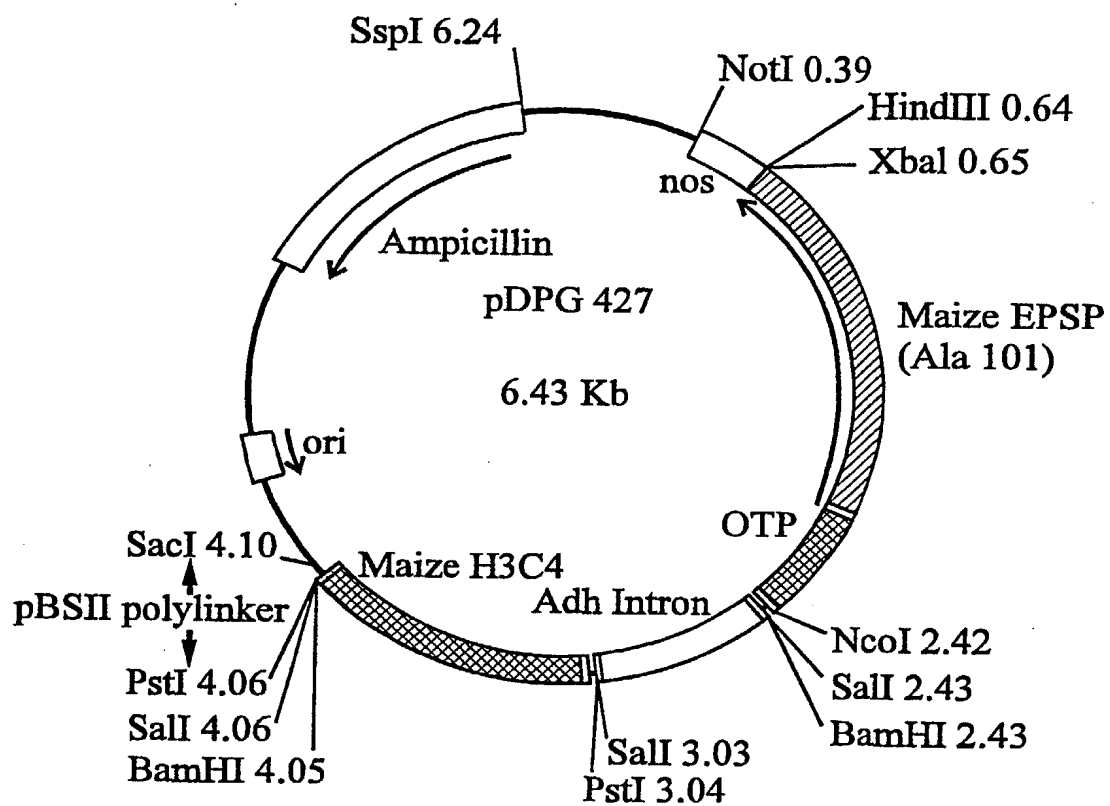 SspI 6.24
NotI 0.39
HindIII 0.64
Xbal 0.65
nos
Ampicillin
pDPG 427
6.43 Kb
Maize EPSP
(Ala 101)
ori
OTP
SacI 4.10
Maize H3C4
Adh Intron
pBSII polylinker
NcoI 2.42
PstI 4.06
SalI 2.43
SalI 4.06
BamHI 2.43
BamHI 4.05
SalI 3.03
PstI 3.04